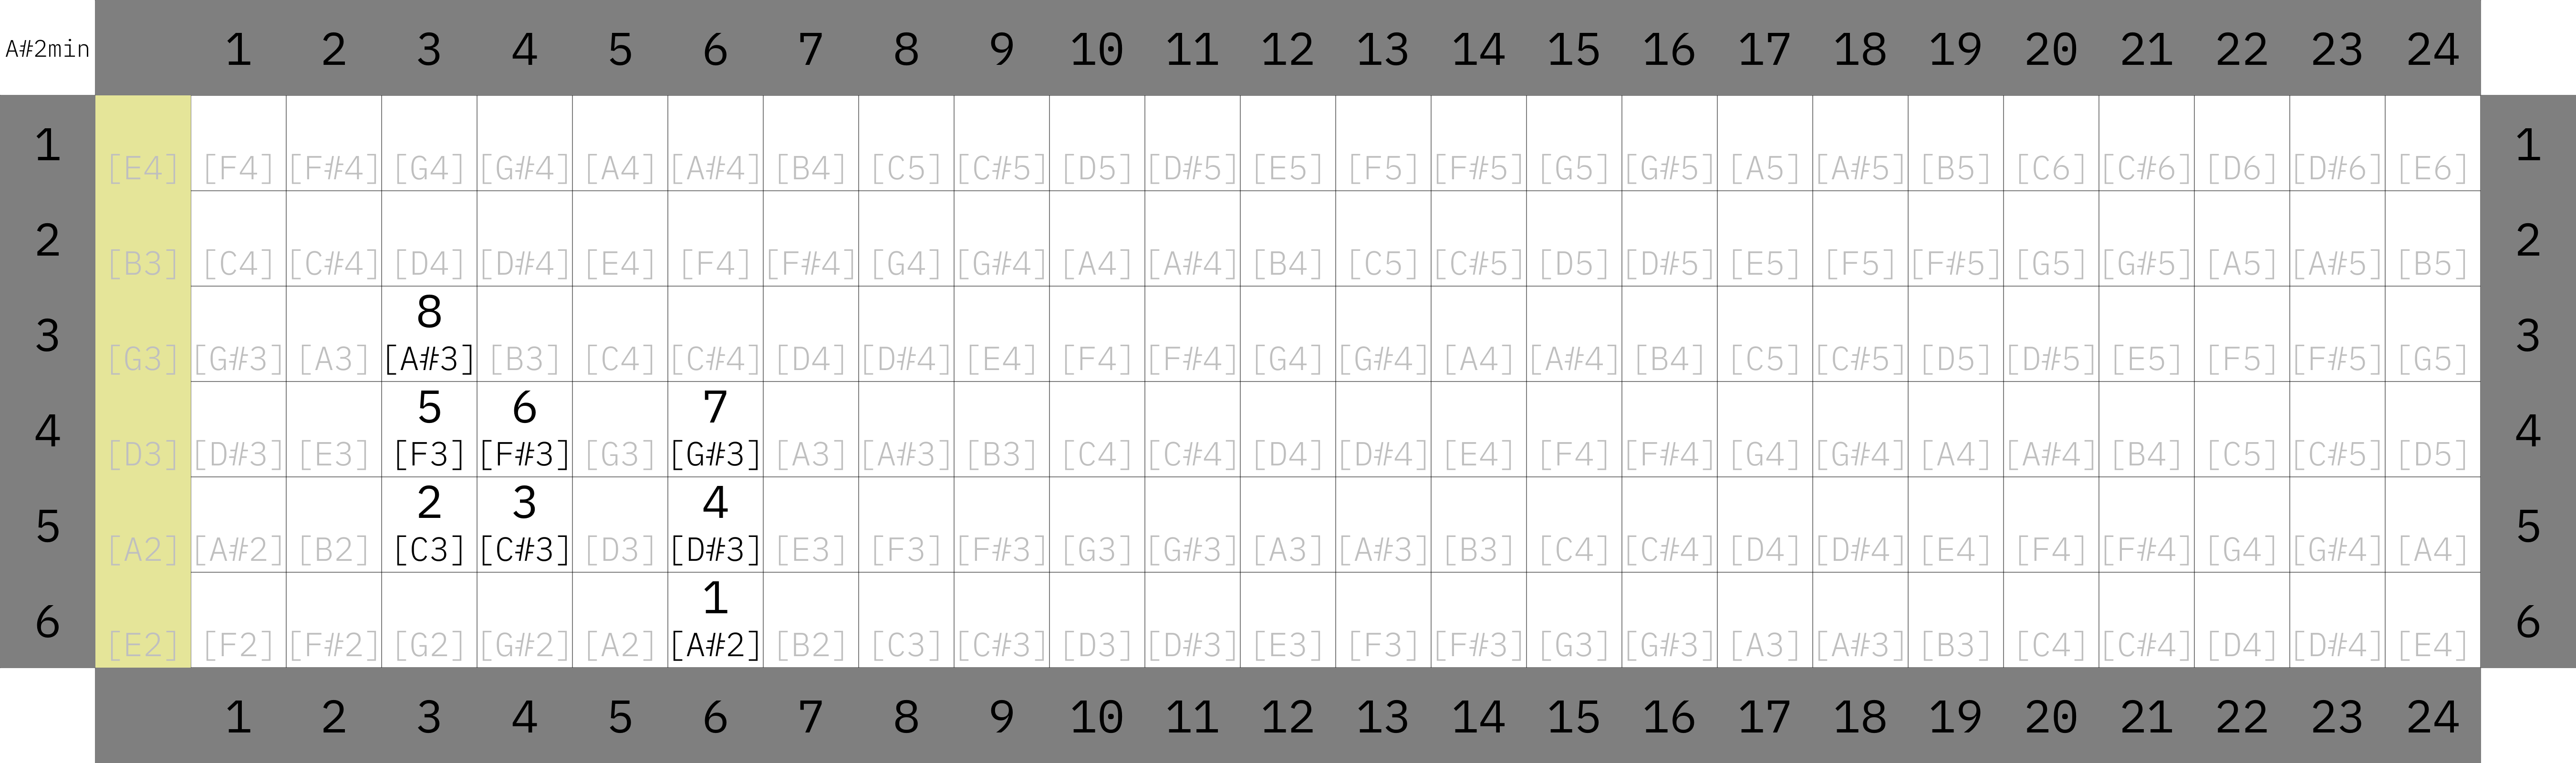 A#2min 1 2 3 4 5 6 7 8 9 10 11 12 13 14 15 16 17 18 19 20 21 22 23 24
1 [E4] [F4] [F#4] [G4] [G#4] [A4] [A#4] [B4] [C5] [C#5] [D5] [D#5] [E5] [F5] [F#5] [G5] [G#5] [A5] [A#5] [B5] [C6] [C#6] [D6] [D#6] [E6] 1
2 [B3] [C4] [C#4] [D4] [D#4] [E4] [F4] [F#4] [G4] [G#4] [A4] [A#4] [B4] [C5] [C#5] [D5] [D#5] [E5] [F5] [F#5] [G5] [G#5] [A5] [A#5] [B5] 2
8
3 [G3] [G#3] [A3] [A#3] [B3] [C4] [C#4] [D4] [D#4] [E4] [F4] [F#4] [G4] [G#4] [A4] [A#4] [B4] [C5] [C#5] [D5] [D#5] [E5] [F5] [F#5] [G5] 3
5 6 7
4 [D3] [D#3] [E3] [F3] [F#3] [G3] [G#3] [A3] [A#3] [B3] [C4] [C#4] [D4] [D#4] [E4] [F4] [F#4] [G4] [G#4] [A4] [A#4] [B4] [C5] [C#5] [D5] 4
2 3 4
5 [A2] [A#2] [B2] [C3] [C#3] [D3] [D#3] [E3] [F3] [F#3] [G3] [G#3] [A3] [A#3] [B3] [C4] [C#4] [D4] [D#4] [E4] [F4] [F#4] [G4] [G#4] [A4] 5
1
6 [E2] [F2] [F#2] [G2] [G#2] [A2] [A#2] [B2] [C3] [C#3] [D3] [D#3] [E3] [F3] [F#3] [G3] [G#3] [A3] [A#3] [B3] [C4] [C#4] [D4] [D#4] [E4] 6
1 2 3 4 5 6 7 8 9 10 11 12 13 14 15 16 17 18 19 20 21 22 23 24